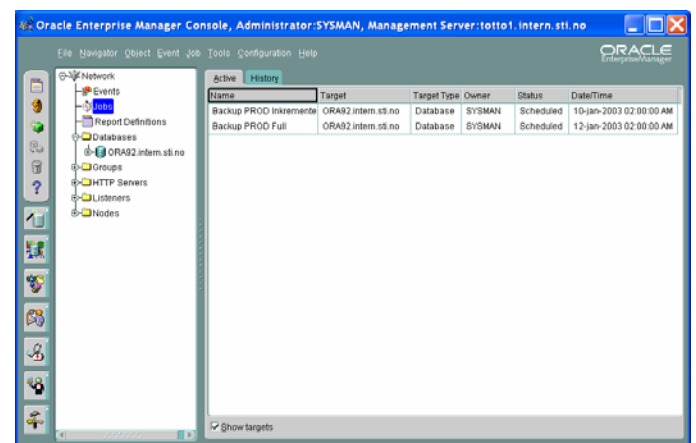 Oracle Enterprise Manager Console, Administrator:SYSMAN, Management Server:totto1.intern.sti.no
File Navigator Object Event Job Tools Configuration Help
ORACLE
EnterpriseManager
Network
Events
Jobs
Report Definitions
Databases
ORA92.intern.sti.no
Groups
HTTP Servers
Listeners
Nodes
Active History
Name Target Target Type Owner Status Date/Time
Backup PROD Inkremente ORA92.intern.sti.no Database SYSMAN Scheduled 10-jan-2003 02:00:00 AM
Backup PROD Full ORA92.intern.sti.no Database SYSMAN Scheduled 12-jan-2003 02:00:00 AM
Show targets